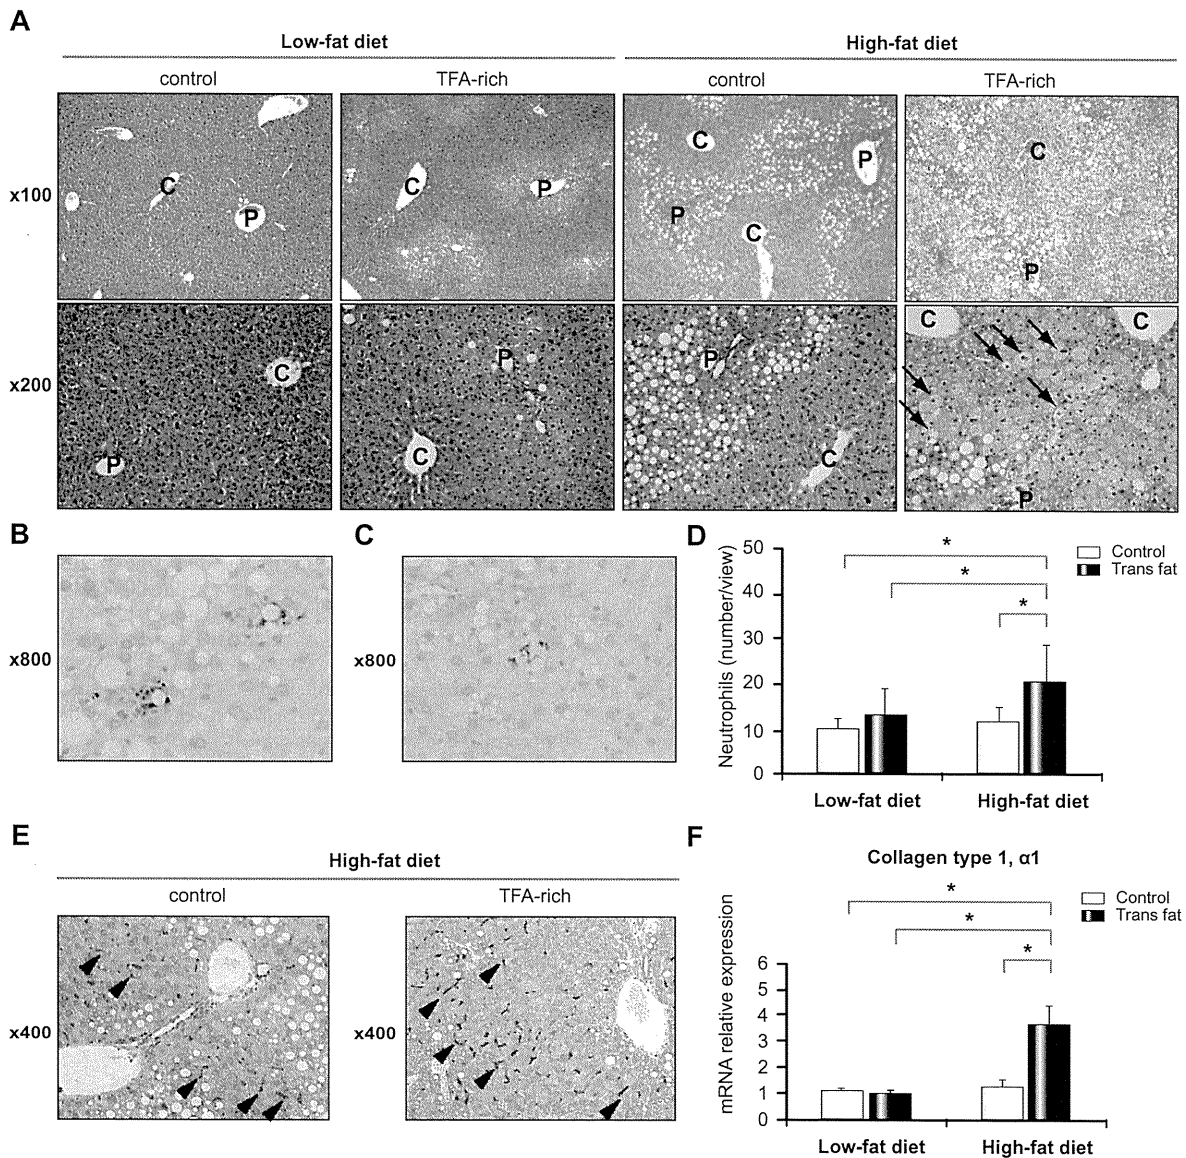 A
Low-fat diet
High-fat diet
control
TFA-rich
control
TFA-rich
x100
C
P
C
P
C
P
P
C
C
P
x200
C
P
P
C
P
C
C
C
P
B
x800
C
x800
D
Neutrophils (number/view)
50
40
30
20
10
0
*
*
*
Control
Trans fat
Low-fat diet
High-fat diet
E
High-fat diet
control
TFA-rich
x400
x400
F
Collagen type 1, α1
mRNA relative expression
6
5
4
3
2
1
0
*
*
*
Control
Trans fat
Low-fat diet
High-fat diet